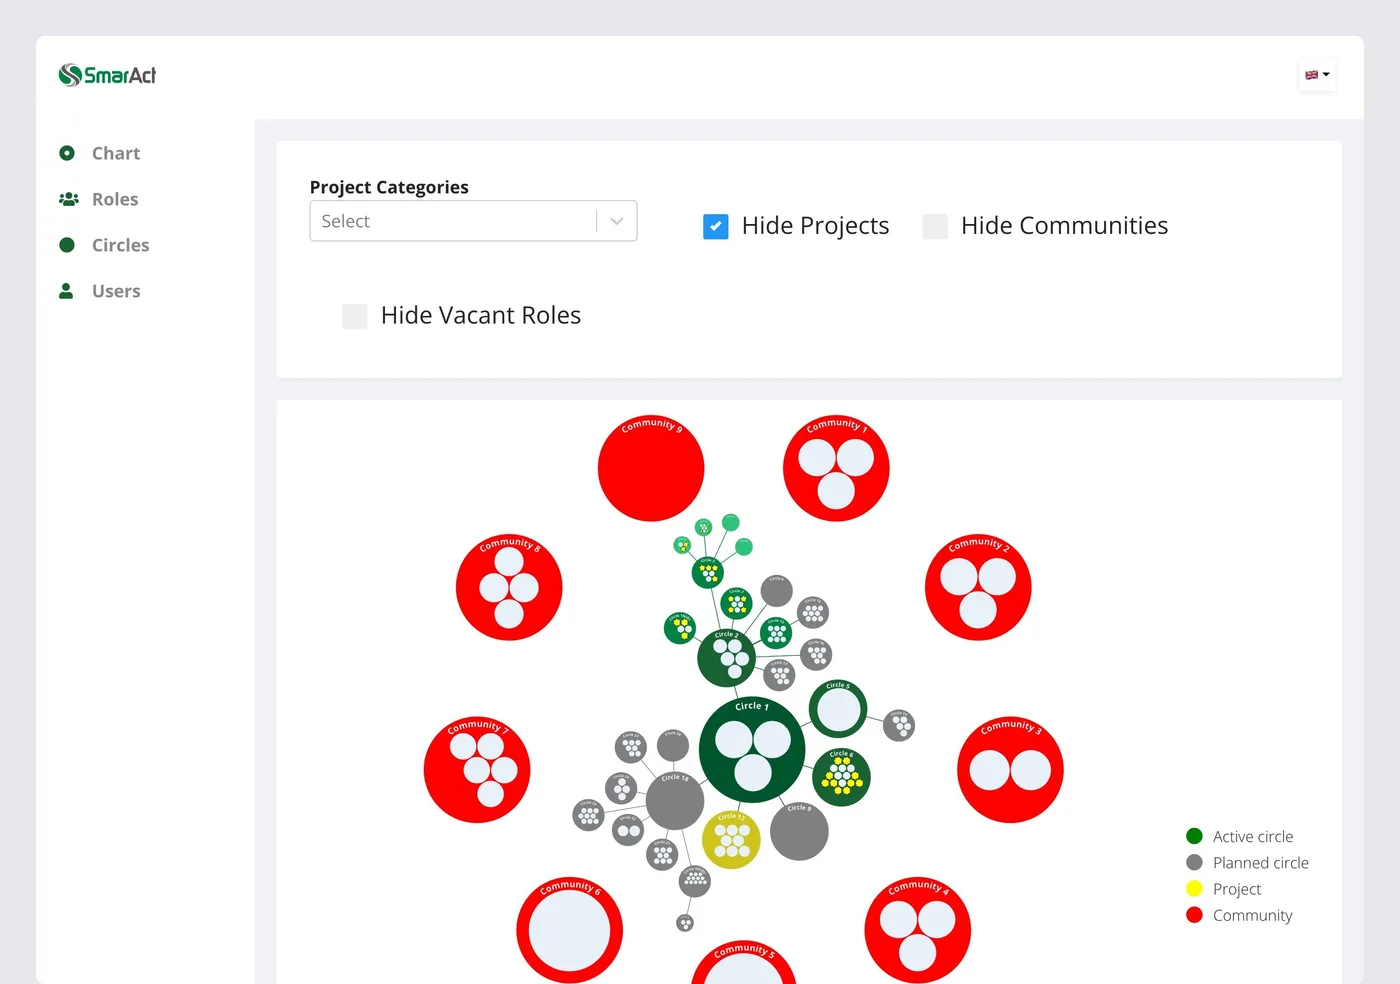 SmarAct
Chart
Roles
Circles
Users
Project Categories
Select
Hide Projects
Hide Communities
Hide Vacant Roles
Community 9
Community 1
Community 8
Community 2
Circle 2
Circle 5
Circle 1
Community 7
Community 3
Circle 6
Circle 18
Circle 9
Circle 12
Active circle
Planned circle
Project
Community
Community 6
Community 4
Community 5